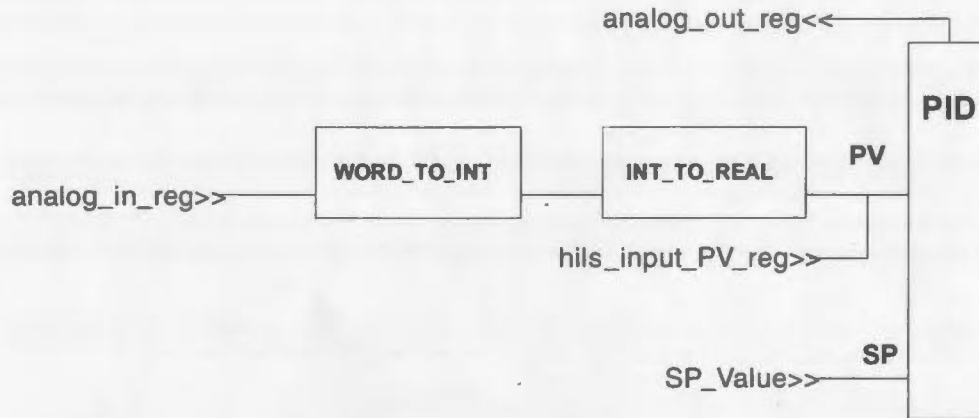 analog_out_reg<<
PID
WORD_TO_INT
INT_TO_REAL
PV
analog_in_reg>>
hils_input_PV_reg>>
SP
SP_Value>>